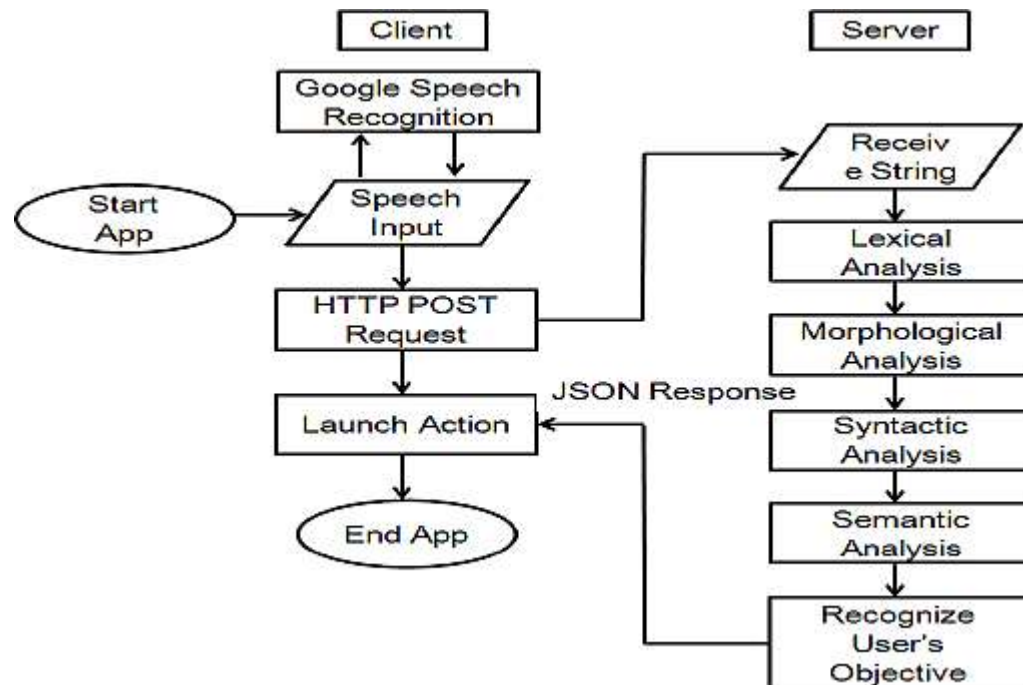 Client
Server
Google Speech
Recognition
Start
App
Speech
Input
HTTP POST
Request
Launch Action
End App
JSON Response
Receiv
e String
Lexical
Analysis
Morphological
Analysis
Syntactic
Analysis
Semantic
Analysis
Recognize
User's
Objective